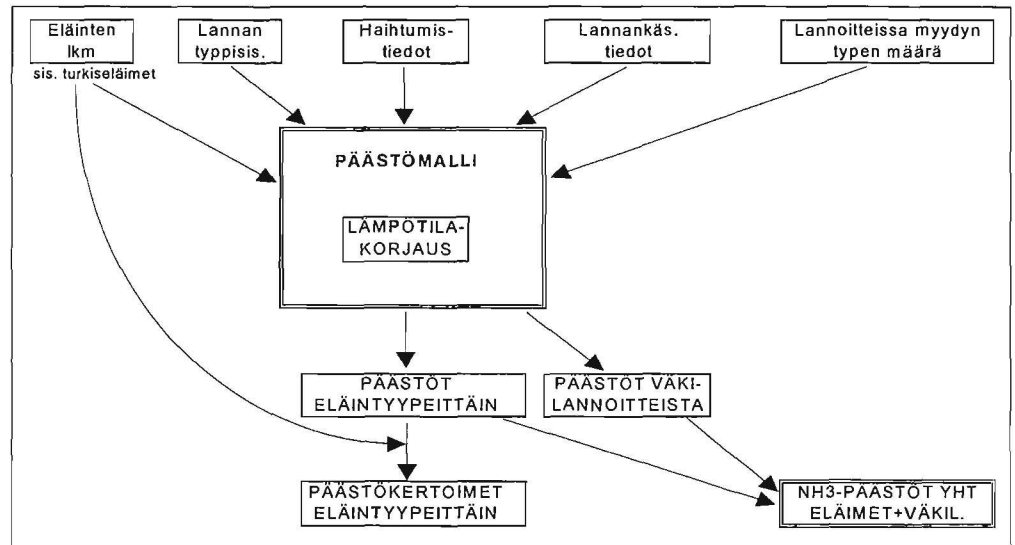 Eläinten
lkm
sis. turkiseläimet
Lannan
typpisis.
Haihtumis-
tiedot
Lannankäs.
tiedot
Lannoitteissa myydyn
typen määrä
PÄÄSTÖMALLI
LÄMPÖTILA-
KORJAUS
PÄÄSTÖT
ELÄINTYYPEITTÄIN
PÄÄSTÖT VÄKI-
LANNOITTEISTA
PÄÄSTÖKERTOIMET
ELÄINTYYPEITTÄIN
NH3-PÄÄSTÖT YHT
ELÄIMET+VÄKIL.